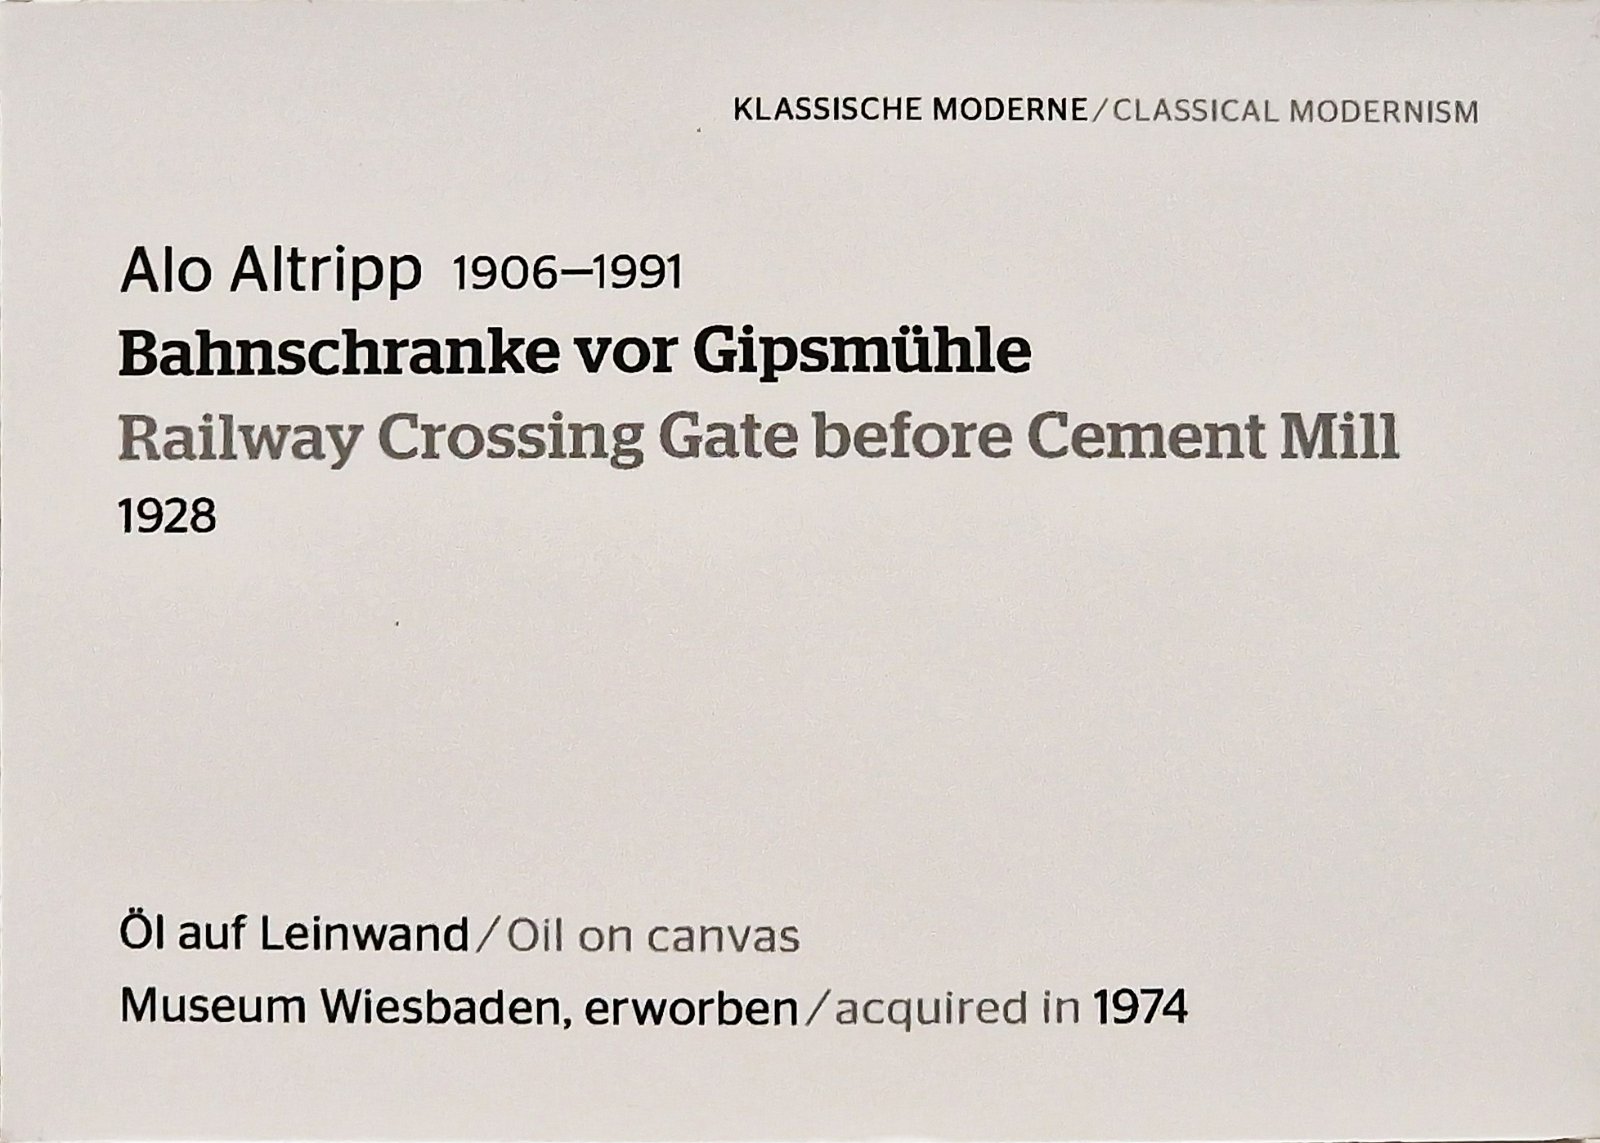 KLASSISCHE MODERNE/CLASSICAL MODERNISM
Alo Altripp 1906–1991
Bahnschranke vor Gipsmühle
Railway Crossing Gate before Cement Mill
1928
Öl auf Leinwand/Oil on canvas
Museum Wiesbaden, erworben/acquired in 1974